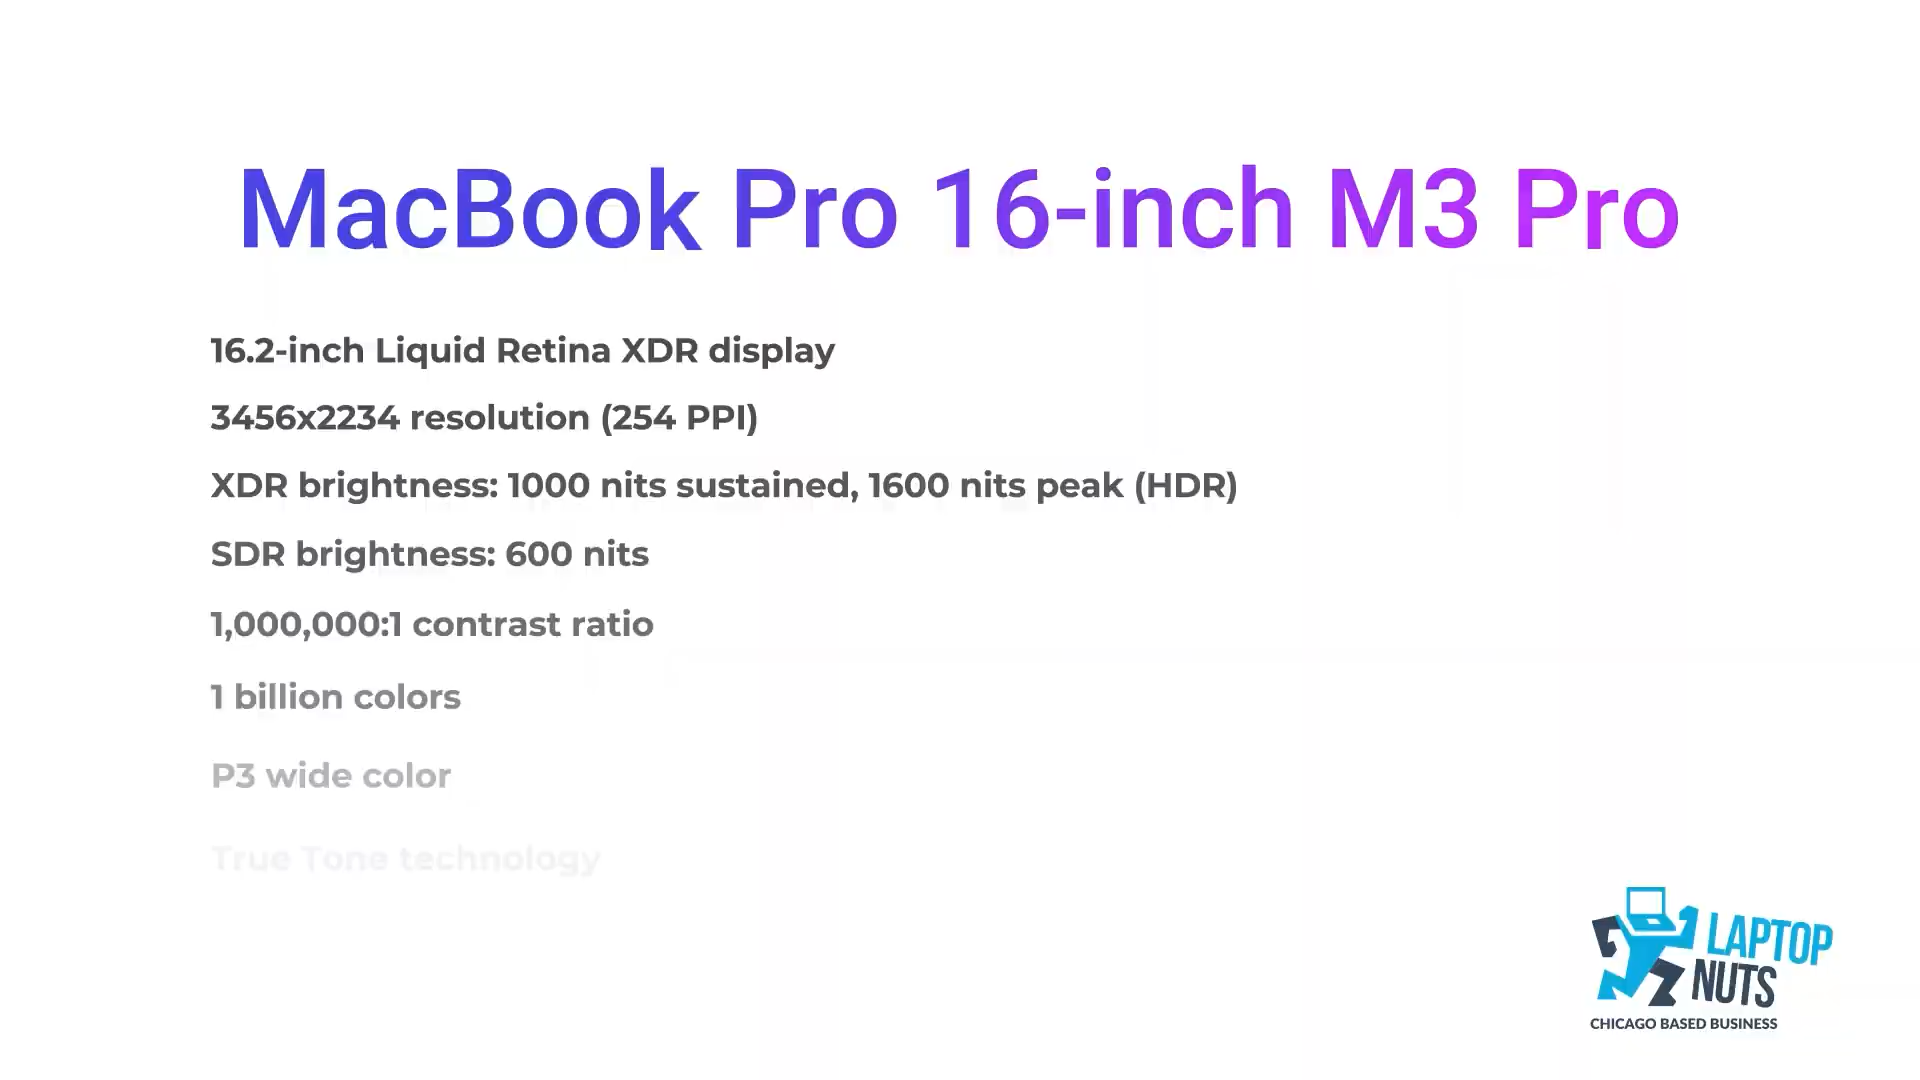 MacBook Pro 16-inch M3 Pro
16.2-inch Liquid Retina XDR display
3456x2234 resolution (254 PPI)
XDR brightness: 1000 nits sustained, 1600 nits peak (HDR)
SDR brightness: 600 nits
1,000,000:1 contrast ratio
1 billion colors
P3 wide color
True Tone technology
LAPTOP
NUTS
CHICAGO BASED BUSINESS